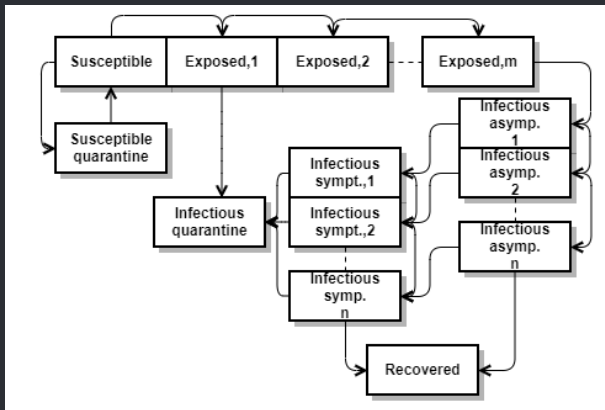 Susceptible
Exposed,1
Exposed,2
Exposed,m
Susceptible
quarantine
Infectious
asymp.
1
Infectious
asymp.
2
Infectious
sympt.,1
Infectious
sympt.,2
Infectious
quarantine
Infectious
asymp.
n
Infectious
symp.
n
Recovered